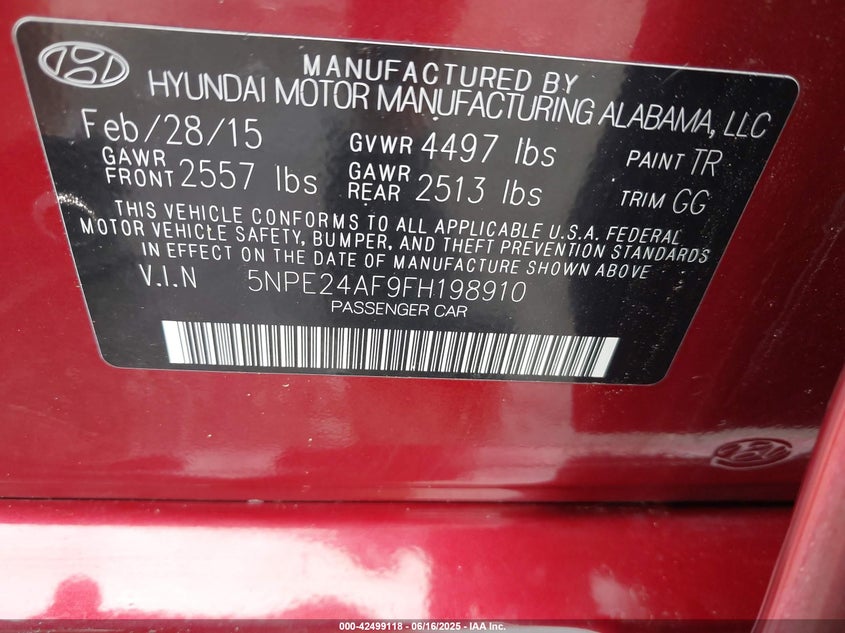 MANUFACTURED BY
HYUNDAI MOTOR MANUFACTURING ALABAMA, LLC
Feb/28/15 GVWR 4497 lbs PAINT TR
GAWR FRONT 2557 lbs GAWR REAR 2513 lbs TRIM GG
THIS VEHICLE CONFORMS TO ALL APPLICABLE U.S.A. FEDERAL
MOTOR VEHICLE SAFETY, BUMPER, AND THEFT PREVENTION STANDARDS
IN EFFECT ON THE DATE OF MANUFACTURE SHOWN ABOVE.
V.I.N 5NPE24AF9FH198910
PASSENGER CAR
000-42499118 - 06/16/2025 - IAA Inc.